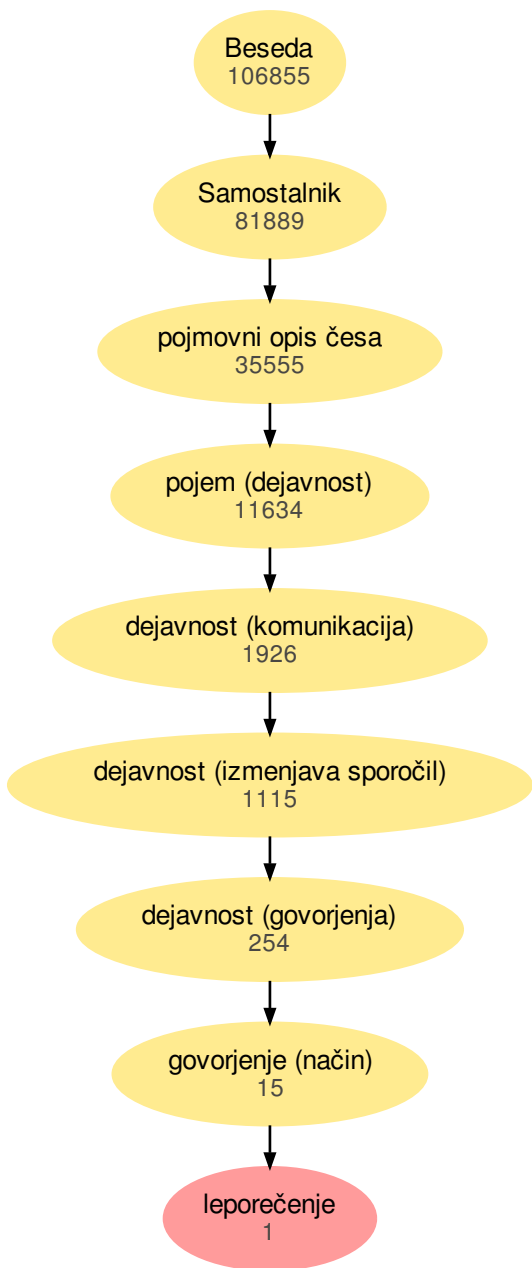 Beseda
106855
Samostalnik
81889
pojmovni opis česa
35555
pojem (dejavnost)
11634
dejavnost (komunikacija)
1926
dejavnost (izmenjava sporočil)
1115
dejavnost (govorjenja)
254
govorjenje (način)
15
leporečenje
1